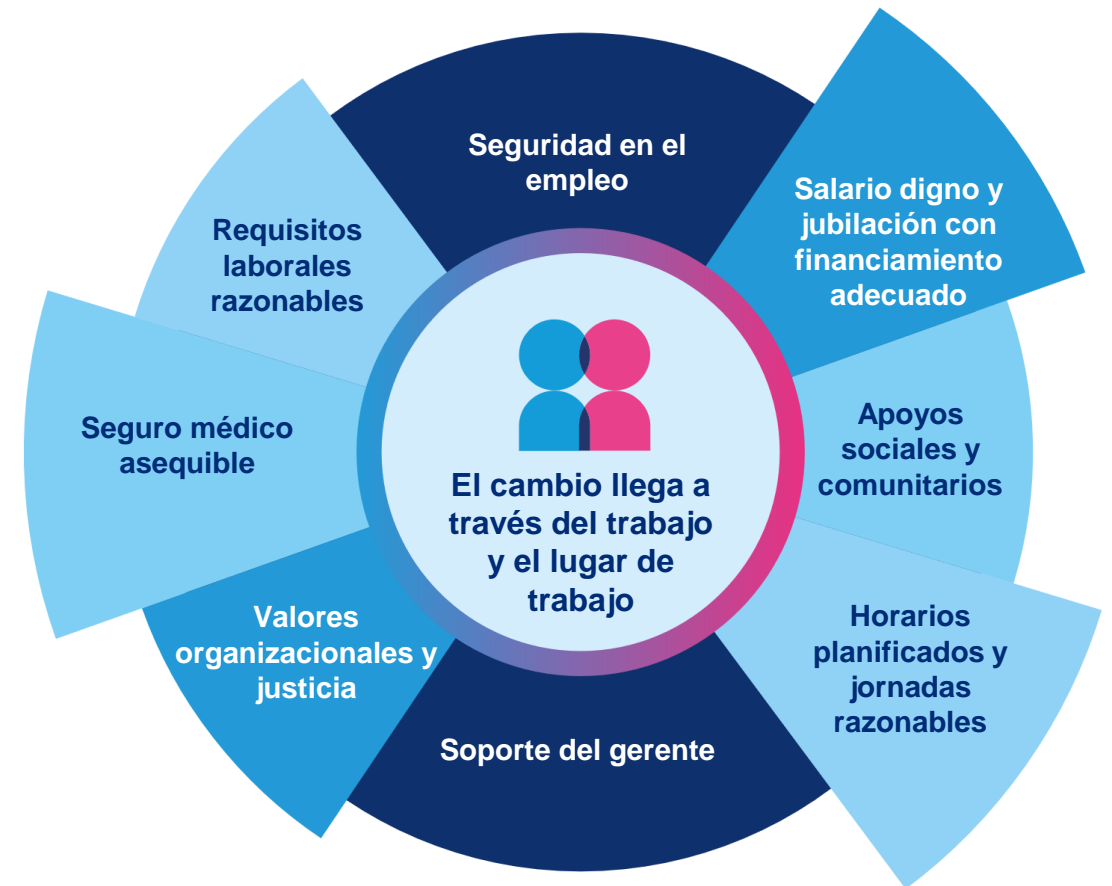 Seguridad en el
empleo
Salario digno y
jubilación con
financiamiento
adecuado
Apoyos
sociales y
comunitarios
Horarios
planificados y
jornadas
razonables
Soporte del gerente
Valores
organizacionales y
justicia
Seguro médico
asequible
Requisitos
laborales
razonables
El cambio llega a
través del trabajo
y el lugar de
trabajo